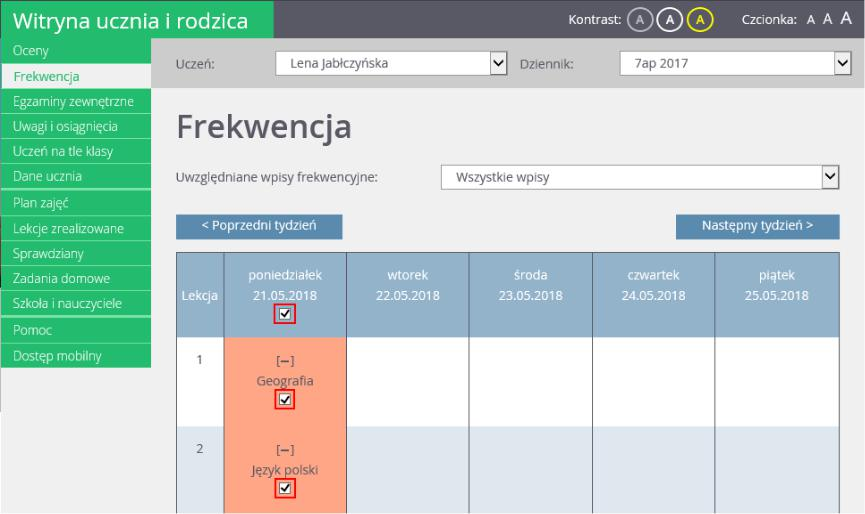 Witryna ucznia i rodzica
Kontrast: A A A Czcionka: A A A
Oceny
Frekwencja
Egzaminy zewnętrzne
Uwagi i osiągnięcia
Uczeń na tle klasy
Dane ucznia
Plan zajęć
Lekcje zrealizowane
Sprawdziany
Zadania domowe
Szkoła i nauczyciele
Pomoc
Dostęp mobilny
Uczeń: Lena Jabłczyńska Dziennik: 7ap 2017
Frekwencja
Uwzględniane wpisy frekwencyjne: Wszystkie wpisy
< Poprzedni tydzień Następny tydzień >
Lekcja
poniedziałek wtorek środa czwartek piątek
21.05.2018 22.05.2018 23.05.2018 24.05.2018 25.05.2018
1 [—]
Geografia
2 [—]
Język polski